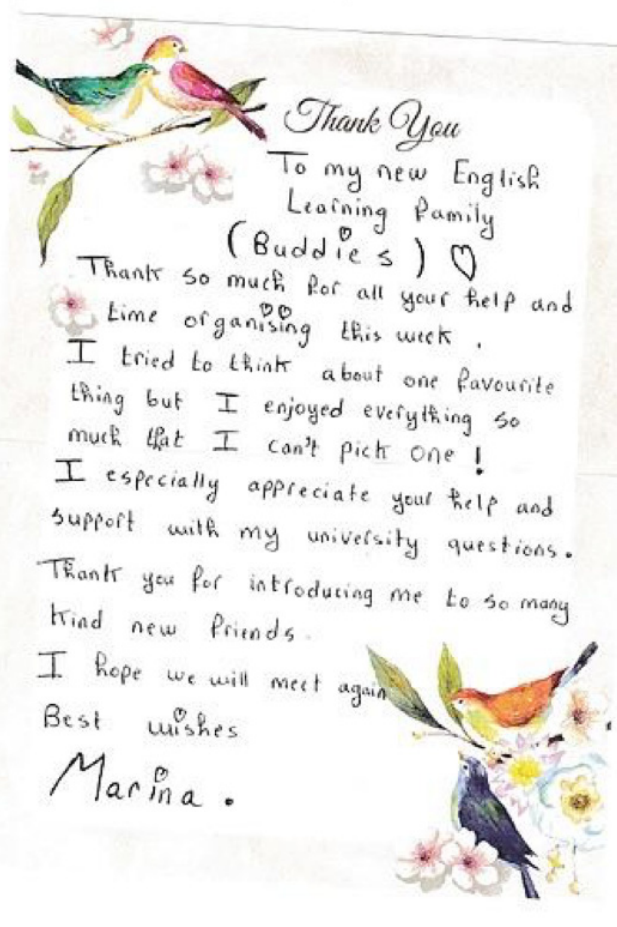 Thank You
To my new English
Learning family
(Buddies)
Thank so much for all your help and
time organising this week.
I tried to think about one favourite
thing but I enjoyed everything so
much that I can't pick one!
I especially appreciate your help and
support with my university questions.
Thank you for introducing me to so many
kind new friends.
I hope we will meet again
Best wishes
Marina.